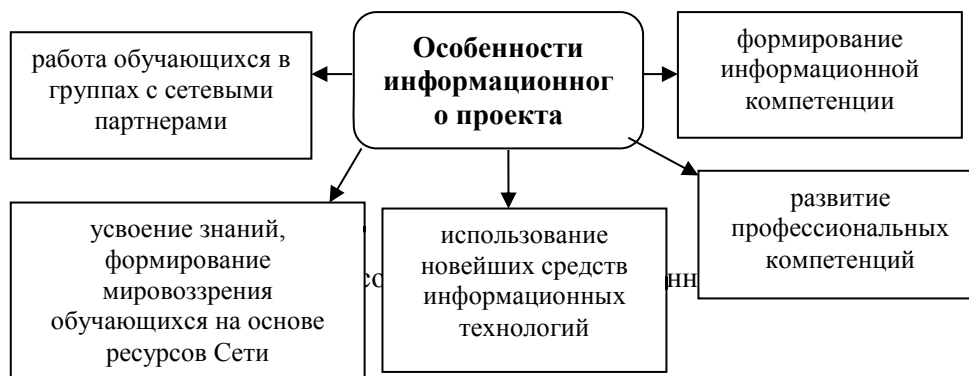 Особенности
информационног
о проекта
работа обучающихся в
группах с сетевыми
партнерами
формирование
информационной
компетенции
усвоение знаний,
формирование
мировоззрения
обучающихся на основе
ресурсов Сети
использование
новейших средств
информационных
технологий
развитие
профессиональных
компетенций